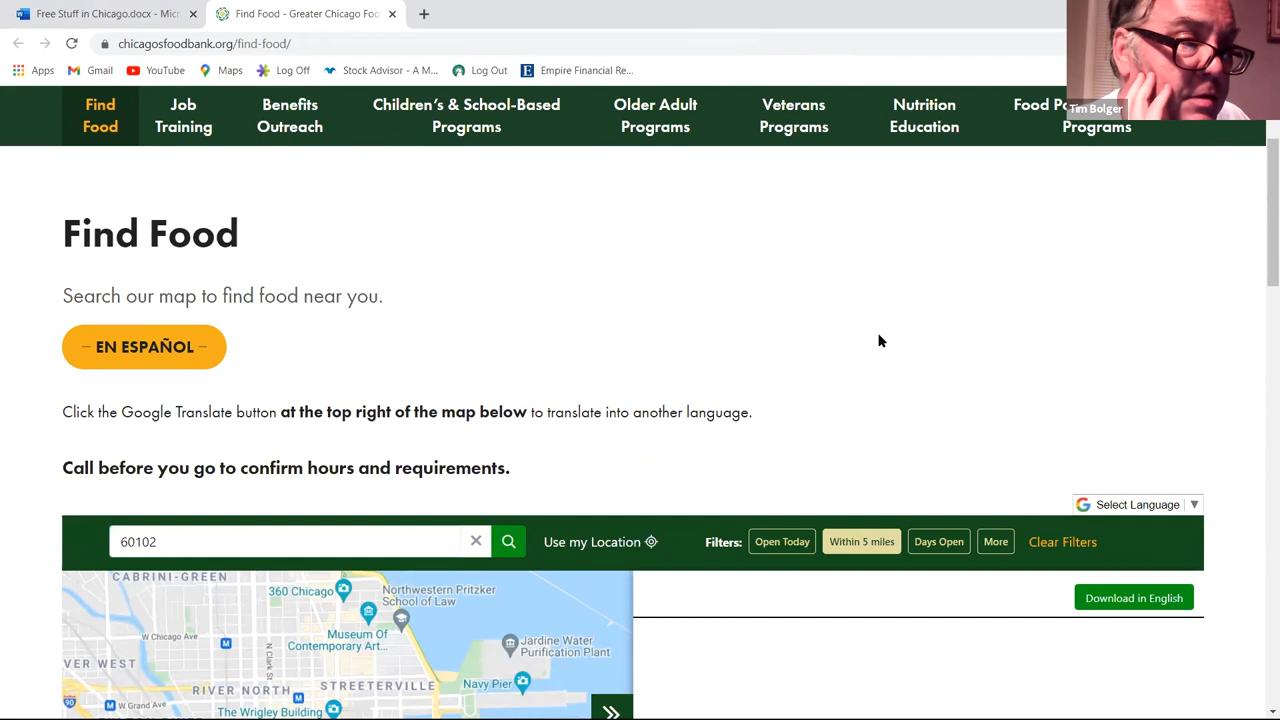 Free Stuff in Chicago.docx - Micr
Find Food - Greater Chicago Foo
chicagosfoodbank.org/find-food/
Apps
Gmail
YouTube
Maps
Log Off
Stock Advisor - A M...
Log Out
Empire Financial Re...
Tim Bolger
Find
Food
Job
Training
Benefits
Outreach
Children's & School-Based
Programs
Older Adult
Programs
Veterans
Programs
Nutrition
Education
Food P
Programs
Find Food
Search our map to find food near you.
– EN ESPAÑOL –
Click the Google Translate button at the top right of the map below to translate into another language.
Call before you go to confirm hours and requirements.
Select Language
60102
Use my Location
Filters:
Open Today
Within 5 miles
Days Open
More
Clear Filters
Download in English
CABRINI-GREEN
360 Chicago
Northwestern Pritzker
School of Law
W Chicago Ave
Museum Of
Contemporary Art...
Jardine Water
Purification Plant
N Clark St
VER WEST
RIVER NORTH
STREETERVILLE
Navy Pier
90
W Grand Ave
The Wrigley Building